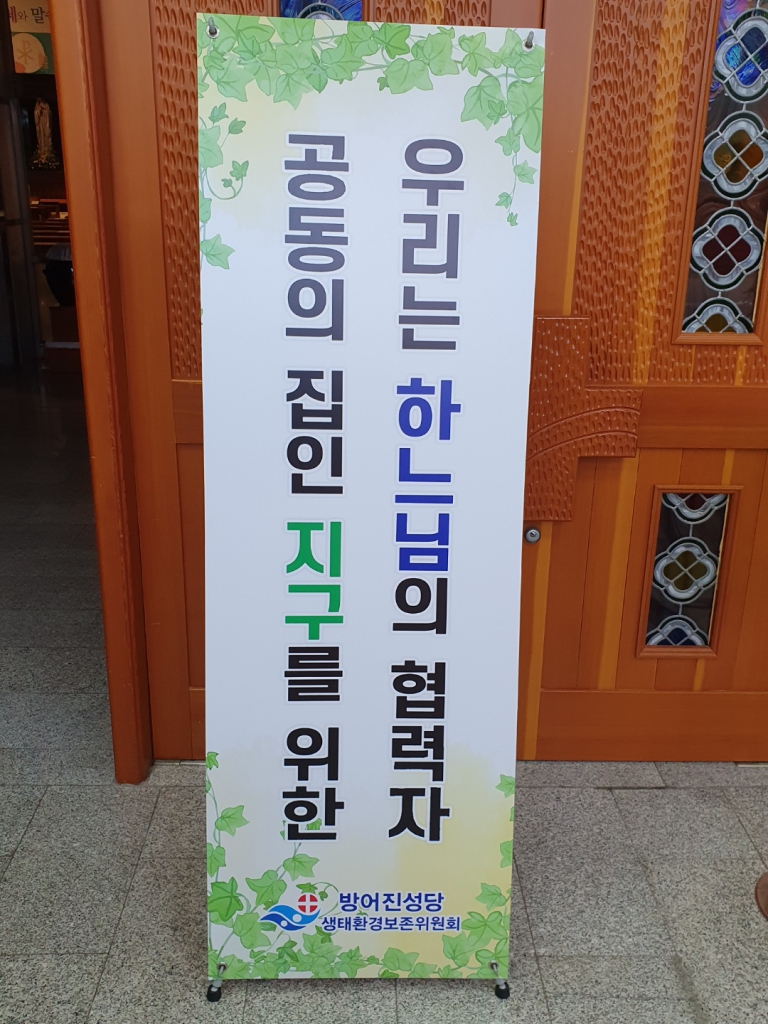 공동의 집인 지구를 위한
우리는 하느님의 협력자
방어진성당
생태환경보존위원회